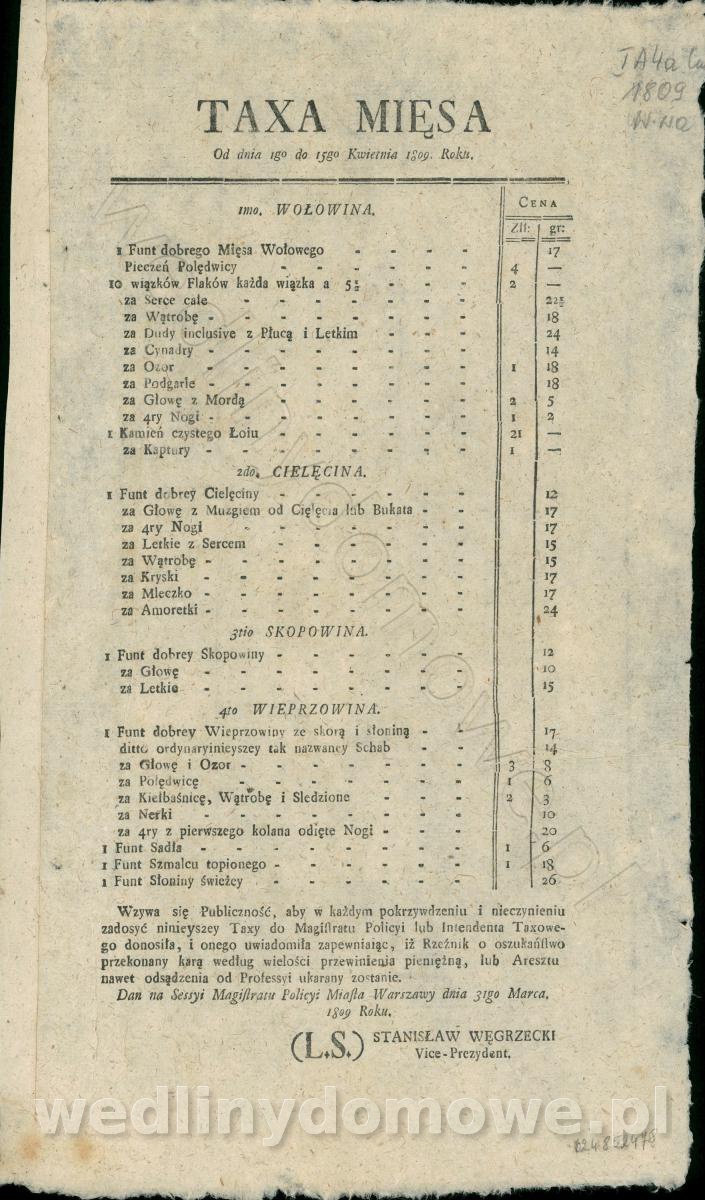 IA4a
1809
TAXA MIĘSA
Od dnia 1go do 15go Kwietnia 1809. Roku.
CENA
Złł: gr:
1mo. WOŁOWINA.
1 Funt dobrego Mięsa Wołowego - - - - 17
Pieczeń Polędwicy - - - - - - 4 —
10 wiązków Flaków każda wiązka a 5½ - - - 2 —
za Serce całe - - - - - - - 22½
za Wątrobę - - - - - - - - 18
za Dudy inclusive z Płucą i Letkim - - - 24
za Cynadry - - - - - - - - 14
za Ozor - - - - - - - 1 18
za Podgarle - - - - - - - - 18
za Głowę z Mordą - - - - - - 2 5
za 4ry Nogi - - - - - - - - 1 2
1 Kamień czystego Łoiu - - - - - - 21 —
za Kaptury - - - - - - - - 1 —
2do. CIELĘCINA.
1 Funt dobrey Cielęciny - - - - - - 12
za Głowę z Muzgiem od Cięlęcia lub Bukata - - 17
za 4ry Nogi - - - - - - - 17
za Letkie z Sercem - - - - - - 15
za Wątrobę - - - - - - - - 15
za Kryski - - - - - - - - 17
za Mleczko - - - - - - - - 17
za Amoretki - - - - - - - - 24
3tio SKOPOWINA.
1 Funt dobrey Skopowiny - - - - - - 12
za Głowę - - - - - - - - 10
za Letkie - - - - - - - - 15
4to WIEPRZOWINA.
1 Funt dobrey Wieprzowiny ze skorą i słoniną - - 17
ditto ordynaryinieyszey tak nazwaney Schab - - - 14
za Głowę i Ozor - - - - - - - 3 8
za Polędwicę - - - - - - - 1 6
za Kiełbaśnicę, Wątrobę i Sledzione - - - 2 3
za Nerki - - - - - - - - 10
za 4ry z pierwszego kolana odięte Nogi - - - 20
1 Funt Sadła - - - - - - - - 1 6
1 Funt Szmalcu topionego - - - - - - 1 18
1 Funt Słoniny świeżey - - - - - - 26
Wzywa się Publiczność, aby w każdym pokrzywdzeniu i nieczynieniu
zadosyć ninieyszey Taxy do Magistratu Policyi lub Intendenta Taxowe-
go donosiła, i onego uwiadomiła zapewniaiąc, iż Rzeźnik o oszukaństwo
przekonany karą według wielości przewinienia pieniężną, lub Aresztu
nawet odsądzenia od Professyi ukarany zostanie.
Dan na Sessyi Magistratu Policyi Miasta Warszawy dnia 31go Marca.
1809 Roku.
(L.S.) STANISŁAW WĘGRZECKI
Vice-Prezydent.
wedlinydomowe.pl
wedlinydomowe.pl